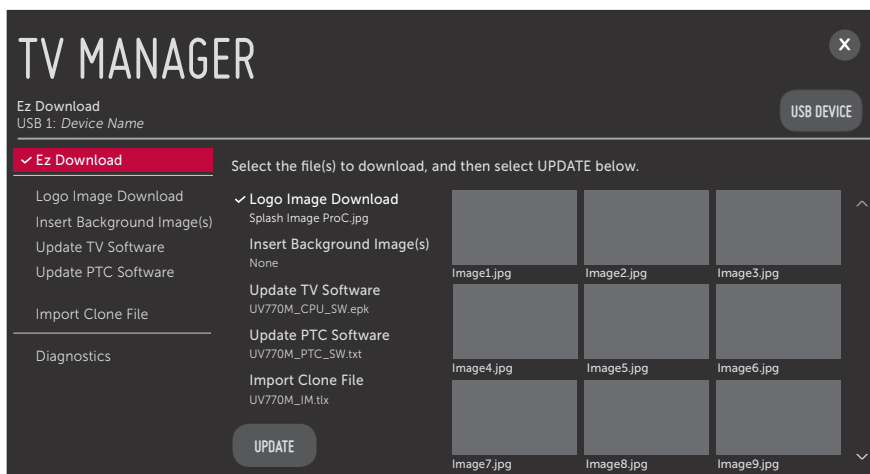 TV MANAGER
X
Ez Download
USB 1: Device Name
USB DEVICE
Ez Download
Logo Image Download
Insert Background Image(s)
Update TV Software
Update PTC Software
Import Clone File
Diagnostics
Select the file(s) to download, and then select UPDATE below.
Logo Image Download
Splash Image ProC.jpg
Insert Background Image(s)
None
Update TV Software
UV770M_CPU_SW.epk
Update PTC Software
UV770M_PTC_SW.txt
Import Clone File
UV770M_IM.tlx
UPDATE
Image1.jpg
Image2.jpg
Image3.jpg
Image4.jpg
Image5.jpg
Image6.jpg
Image7.jpg
Image8.jpg
Image9.jpg